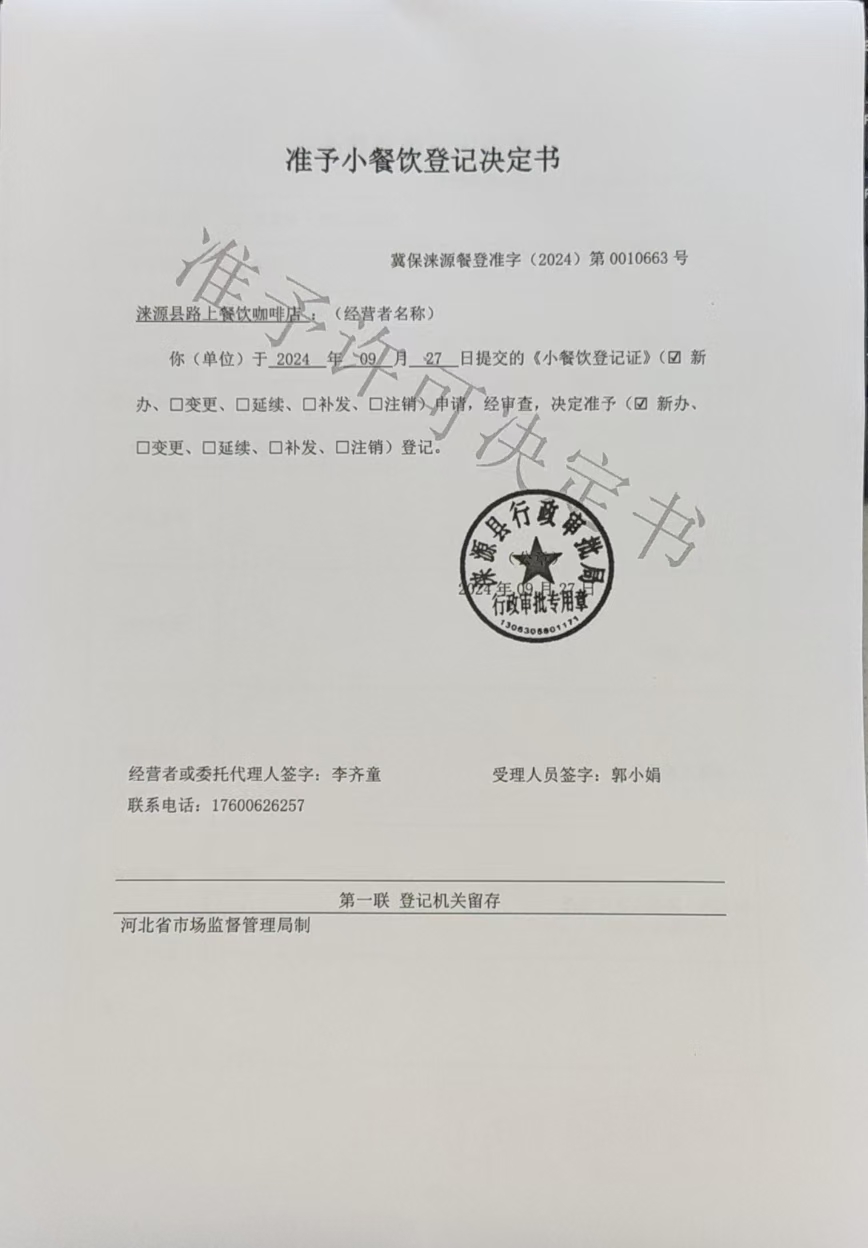 准予小餐饮登记决定书
冀保涞源餐登准字（2024）第 0010663 号
涞源县路上餐饮咖啡店：（经营者名称）
你（单位）于 2024 年 09 月 27 日提交的《小餐饮登记证》（☑ 新
办、□变更、□延续、□补发、□注销）申请，经审查，决定准予（☑ 新办、
□变更、□延续、□补发、□注销）登记。
准予许可决定书
涞源县行政审批局
2024 年 09 月 27 日
行政审批专用章
经营者或委托代理人签字：李齐童
受理人员签字：郭小娟
联系电话：17600626257
第一联 登记机关留存
河北省市场监督管理局制